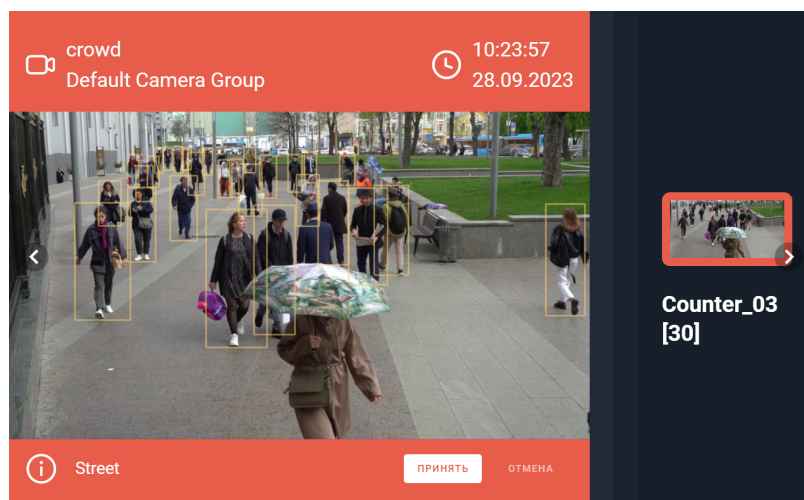 crowd
Default Camera Group
10:23:57
28.09.2023
Counter_03
[30]
Street
ПРИНЯТЬ
ОТМЕНА